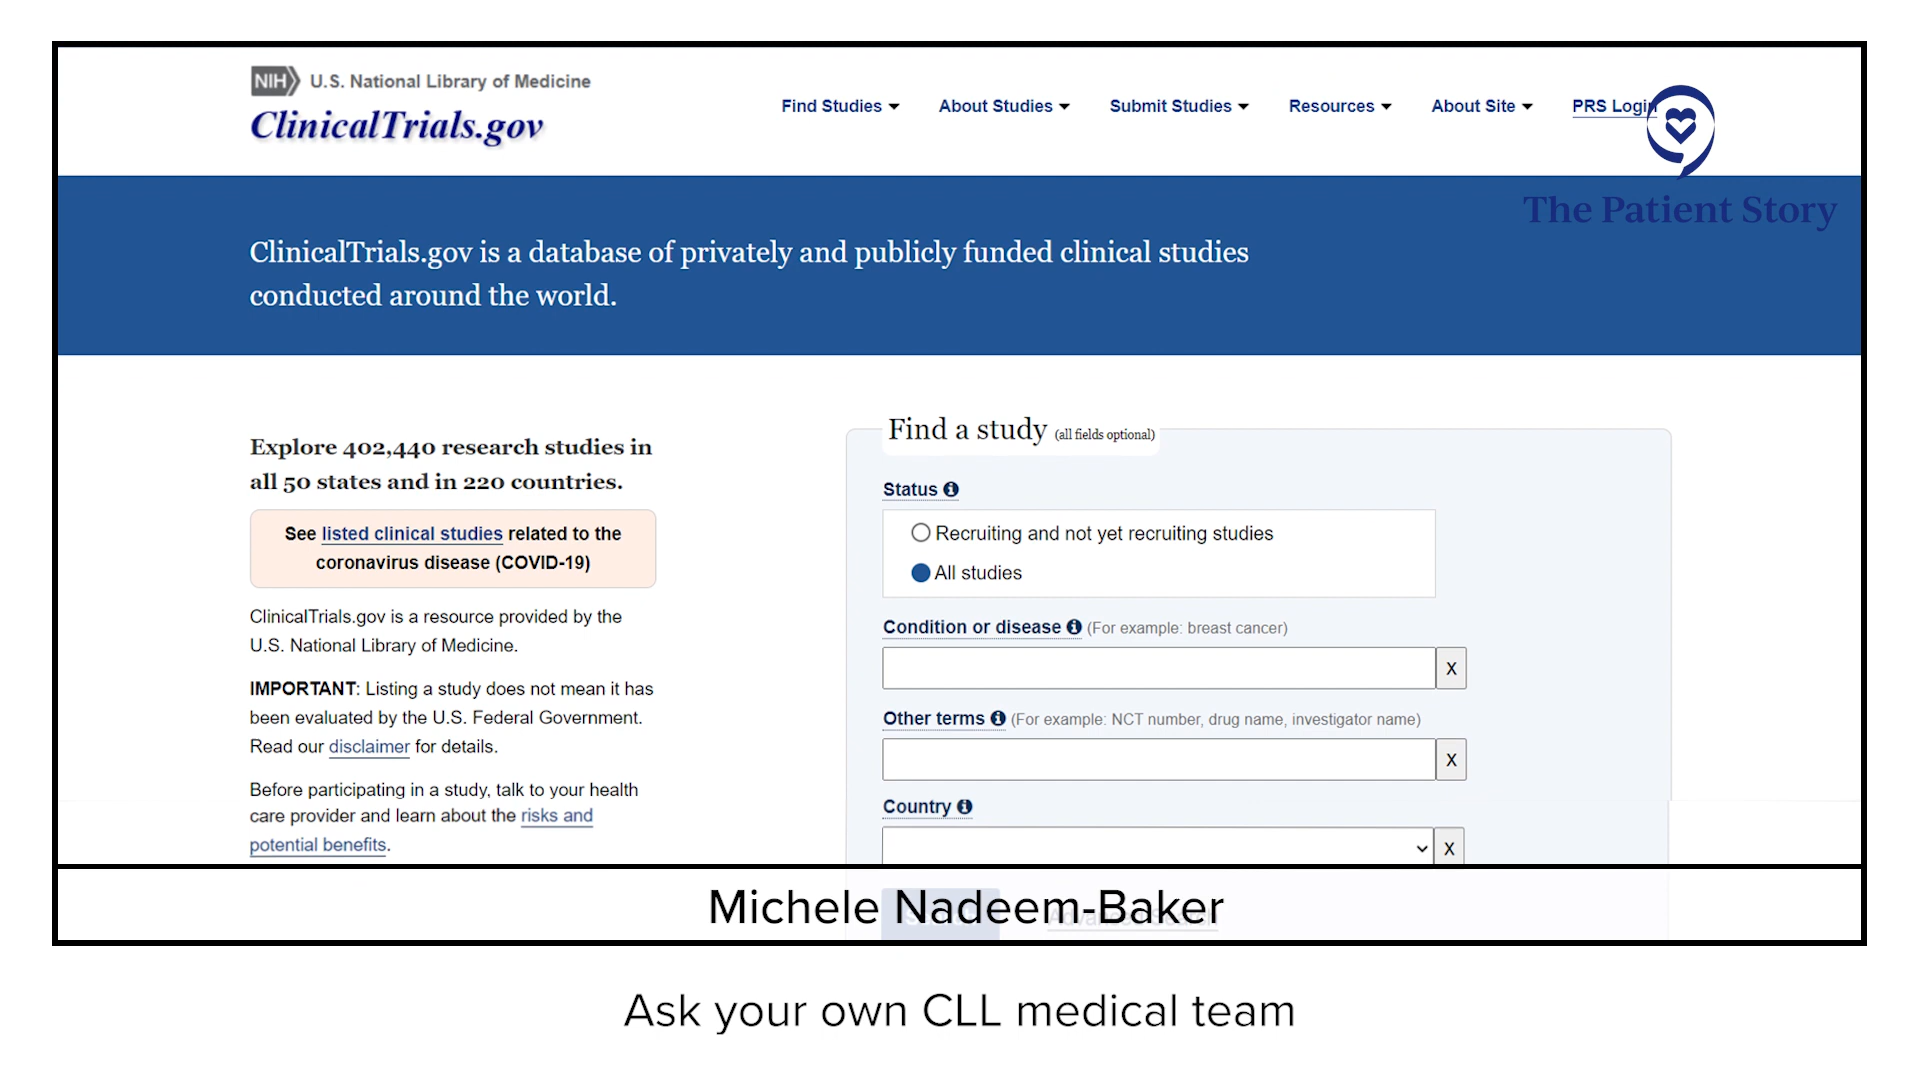 NIH U.S. National Library of Medicine
ClinicalTrials.gov
Find Studies About Studies Submit Studies Resources About Site PRS Login
The Patient Story
ClinicalTrials.gov is a database of privately and publicly funded clinical studies
conducted around the world.
Explore 402,440 research studies in
all 50 states and in 220 countries.
See listed clinical studies related to the
coronavirus disease (COVID-19)
ClinicalTrials.gov is a resource provided by the
U.S. National Library of Medicine.
IMPORTANT: Listing a study does not mean it has
been evaluated by the U.S. Federal Government.
Read our disclaimer for details.
Before participating in a study, talk to your health
care provider and learn about the risks and
potential benefits.
Find a study (all fields optional)
Status
Recruiting and not yet recruiting studies
All studies
Condition or disease (For example: breast cancer)
X
Other terms (For example: NCT number, drug name, investigator name)
X
Country
X
Advanced Search
Michele Nadeem-Baker
Ask your own CLL medical team